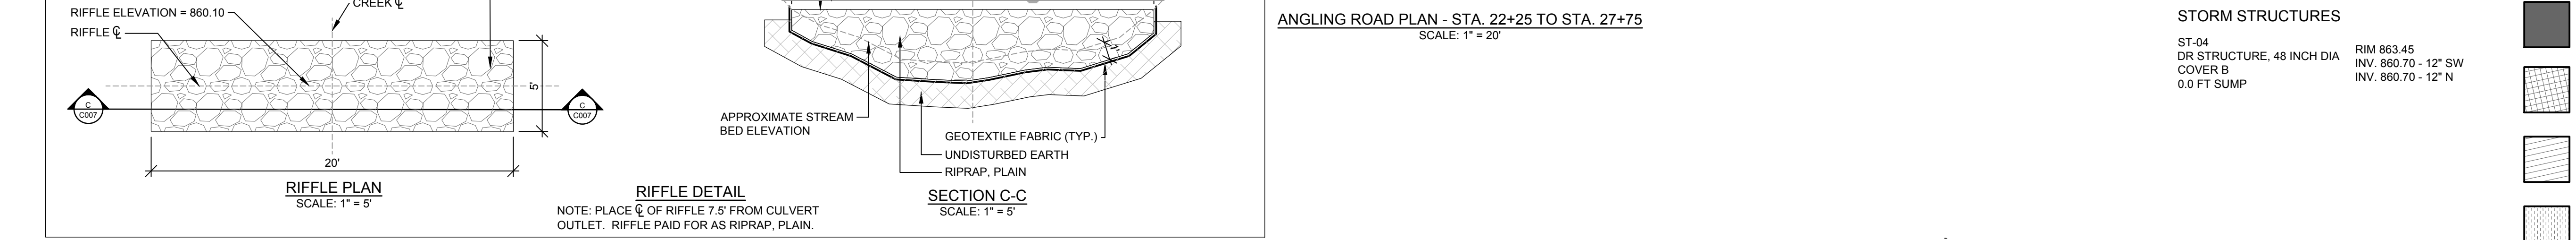 CREEK ℄
RIFFLE ELEVATION = 860.10
RIFFLE ℄
C
C007
C
C007
5'
20'
RIFFLE PLAN
SCALE: 1" = 5'
RIFFLE DETAIL
NOTE: PLACE ℄ OF RIFFLE 7.5' FROM CULVERT
OUTLET. RIFFLE PAID FOR AS RIPRAP, PLAIN.
1'
APPROXIMATE STREAM
BED ELEVATION
GEOTEXTILE FABRIC (TYP.)
UNDISTURBED EARTH
RIPRAP, PLAIN
SECTION C-C
SCALE: 1" = 5'
ANGLING ROAD PLAN - STA. 22+25 TO STA. 27+75
SCALE: 1" = 20'
STORM STRUCTURES
ST-04
DR STRUCTURE, 48 INCH DIA
COVER B
0.0 FT SUMP
RIM 863.45
INV. 860.70 - 12" SW
INV. 860.70 - 12" N